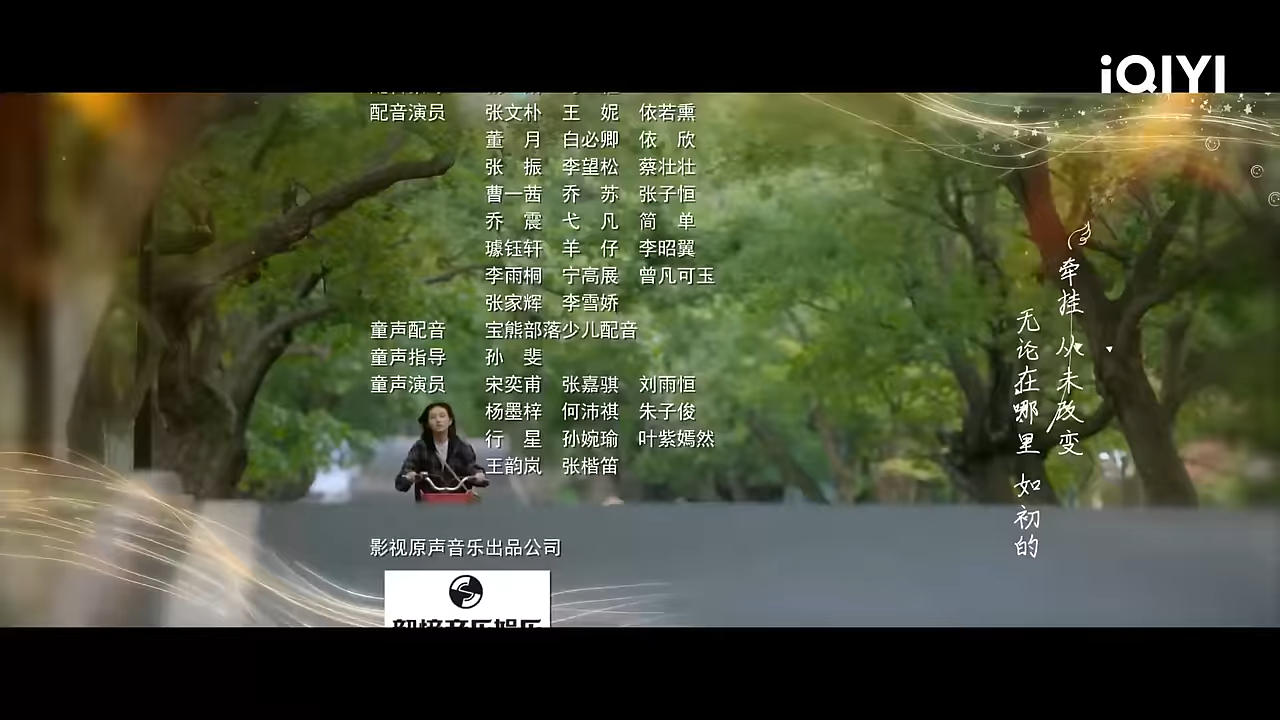 iQIYI
配音演员 张文朴 王 妮 依若熏
董 月 白必卿 依 欣
张 振 李望松 蔡壮壮
曹一茜 乔 苏 张子恒
乔 震 弋 凡 简 单
璩钰轩 羊 仔 李昭翼
李雨桐 宁高展 曾凡可玉
张家辉 李雪娇
童声配音 宝熊部落少儿配音
童声指导 孙 斐
童声演员 宋奕甫 张嘉骐 刘雨恒
杨墨梓 何沛祺 朱子俊
行 星 孙婉瑜 叶紫嫣然
王韵岚 张楷笛
影视原声音乐出品公司
牵挂从未改变
无论在哪里 如初的